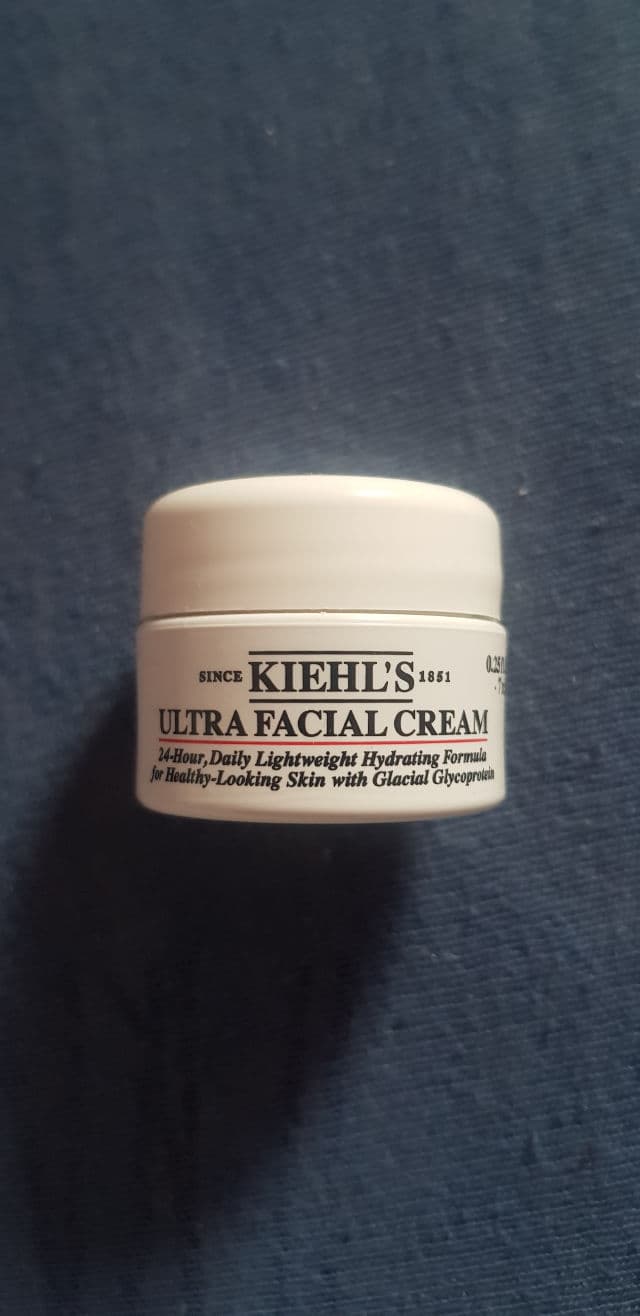 SINCE KIEHL'S 1851
ULTRA FACIAL CREAM
24-Hour, Daily Lightweight Hydrating Formula
for Healthy-Looking Skin with Glacial Glycoprotein